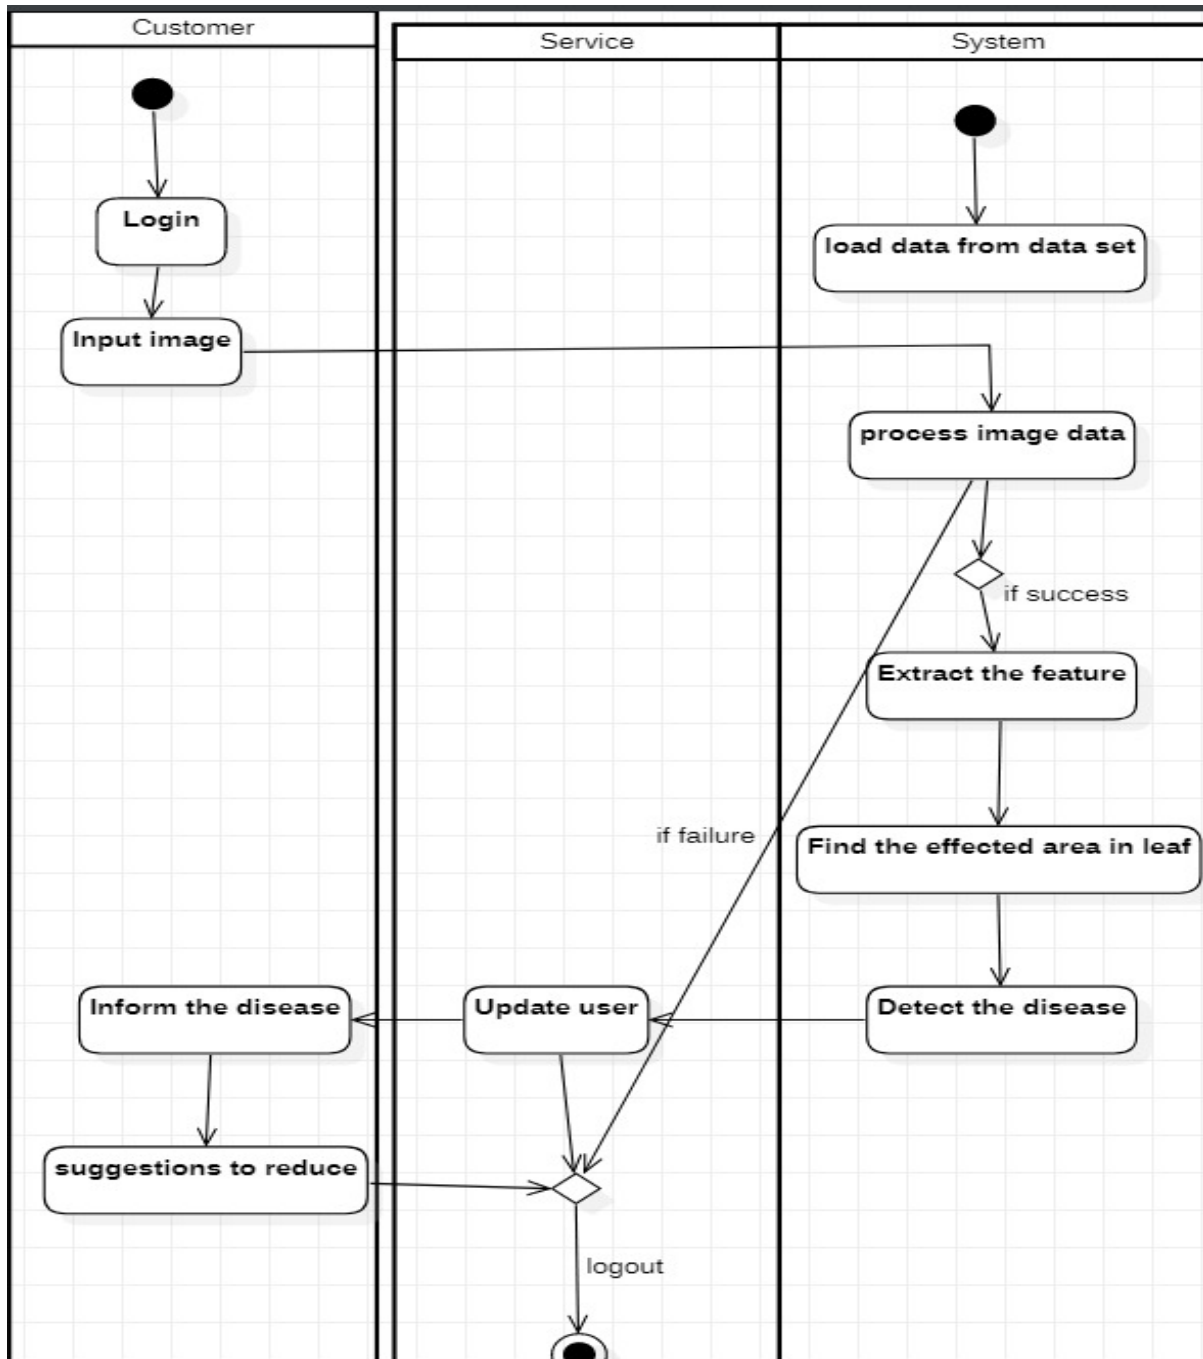 Customer
Service
System
Login
load data from data set
Input image
process image data
if success
Extract the feature
if failure
Find the effected area in leaf
Inform the disease
Update user
Detect the disease
suggestions to reduce
logout